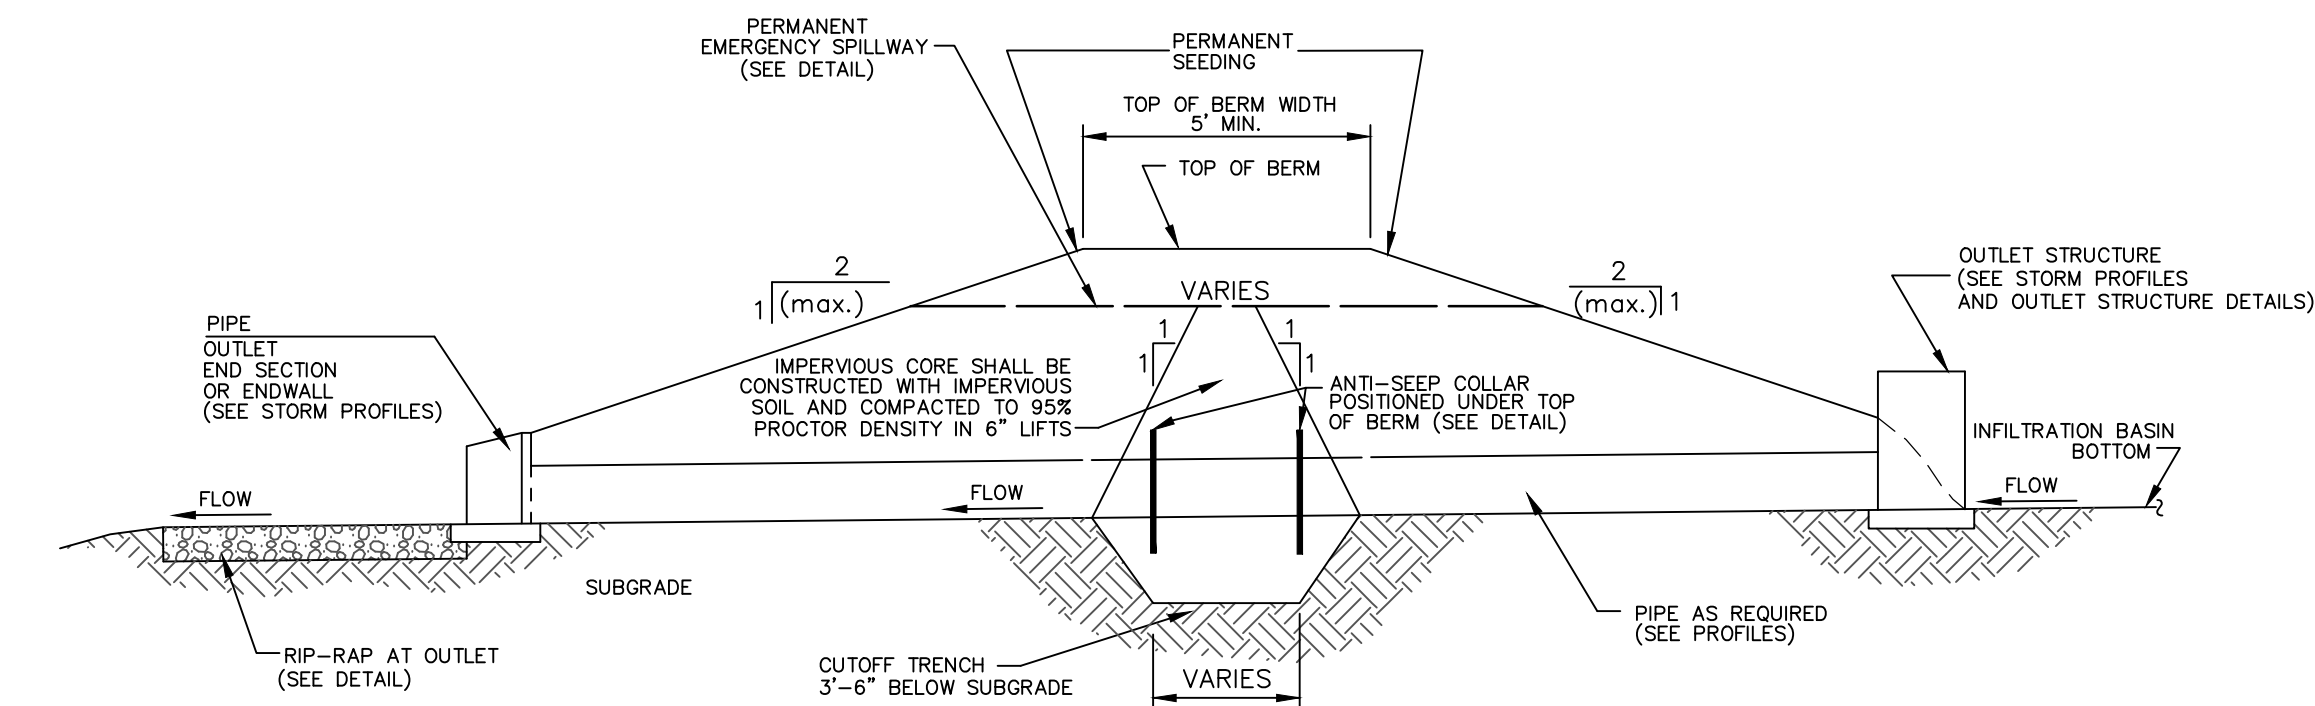 PERMANENT
EMERGENCY SPILLWAY
(SEE DETAIL)
PERMANENT
SEEDING
TOP OF BERM WIDTH
5' MIN.
TOP OF BERM
OUTLET STRUCTURE
(SEE STORM PROFILES
AND OUTLET STRUCTURE DETAILS)
2
1 (max.)
VARIES
2
(max.) 1
PIPE
OUTLET
END SECTION
OR ENDWALL
(SEE STORM PROFILES)
1
1
1
1
IMPERVIOUS CORE SHALL BE
CONSTRUCTED WITH IMPERVIOUS
SOIL AND COMPACTED TO 95%
PROCTOR DENSITY IN 6" LIFTS
ANTI-SEEP COLLAR
POSITIONED UNDER TOP
OF BERM (SEE DETAIL)
INFILTRATION BASIN
BOTTOM
FLOW
FLOW
FLOW
SUBGRADE
PIPE AS REQUIRED
(SEE PROFILES)
RIP-RAP AT OUTLET
(SEE DETAIL)
CUTOFF TRENCH
3'-6" BELOW SUBGRADE
VARIES